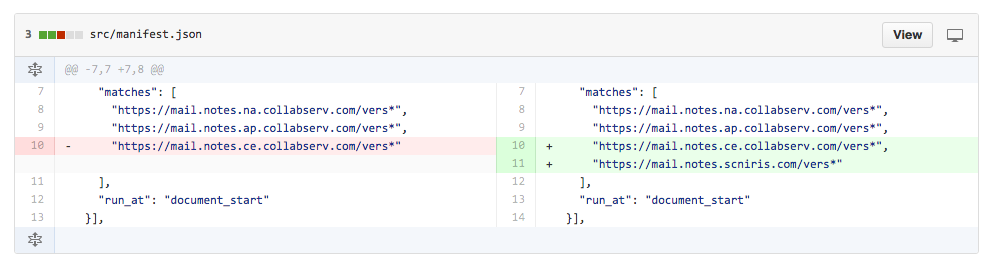 3 src/manifest.json View
@@ -7,7 +7,8 @@
7 "matches": [ 7 "matches": [
8 "https://mail.notes.na.collabserv.com/vers*", 8 "https://mail.notes.na.collabserv.com/vers*",
9 "https://mail.notes.ap.collabserv.com/vers*", 9 "https://mail.notes.ap.collabserv.com/vers*",
10 - "https://mail.notes.ce.collabserv.com/vers*" 10 + "https://mail.notes.ce.collabserv.com/vers*",
11 + "https://mail.notes.scniris.com/vers*"
11 ], 12 ],
12 "run_at": "document_start" 13 "run_at": "document_start"
13 }], 14 }],